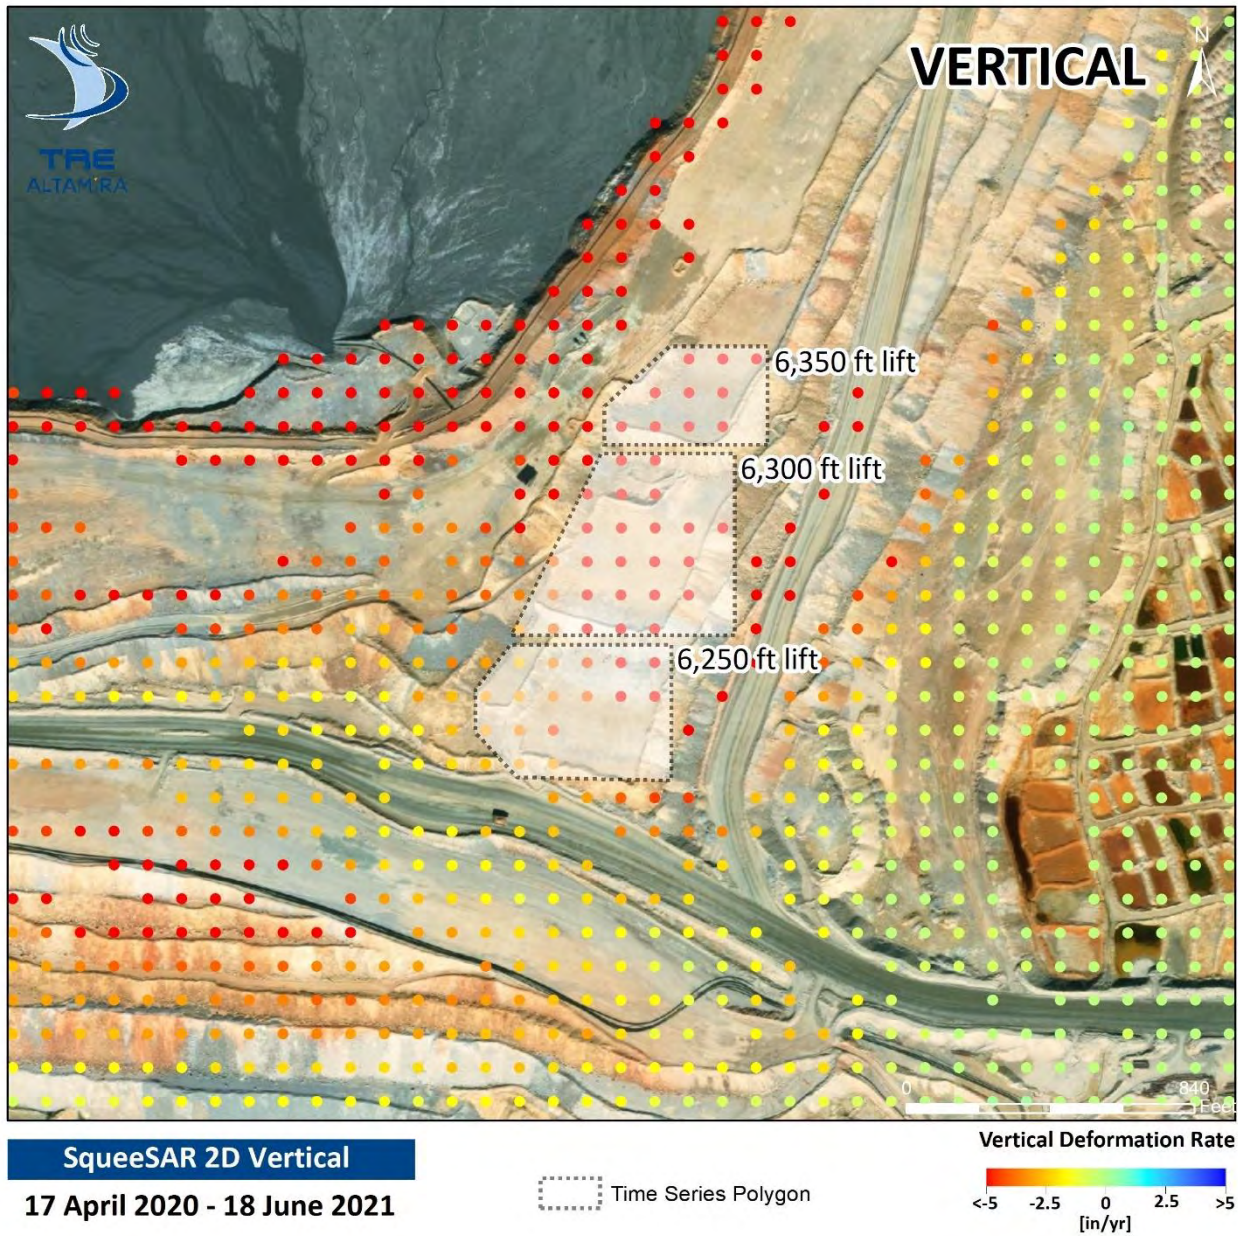 TRE
ALTAMIRA
VERTICAL
N
6,350 ft lift
6,300 ft lift
6,250 ft lift
0 840
Feet
SqueeSAR 2D Vertical
17 April 2020 - 18 June 2021
Time Series Polygon
Vertical Deformation Rate
<-5 -2.5 0 2.5 >5
[in/yr]